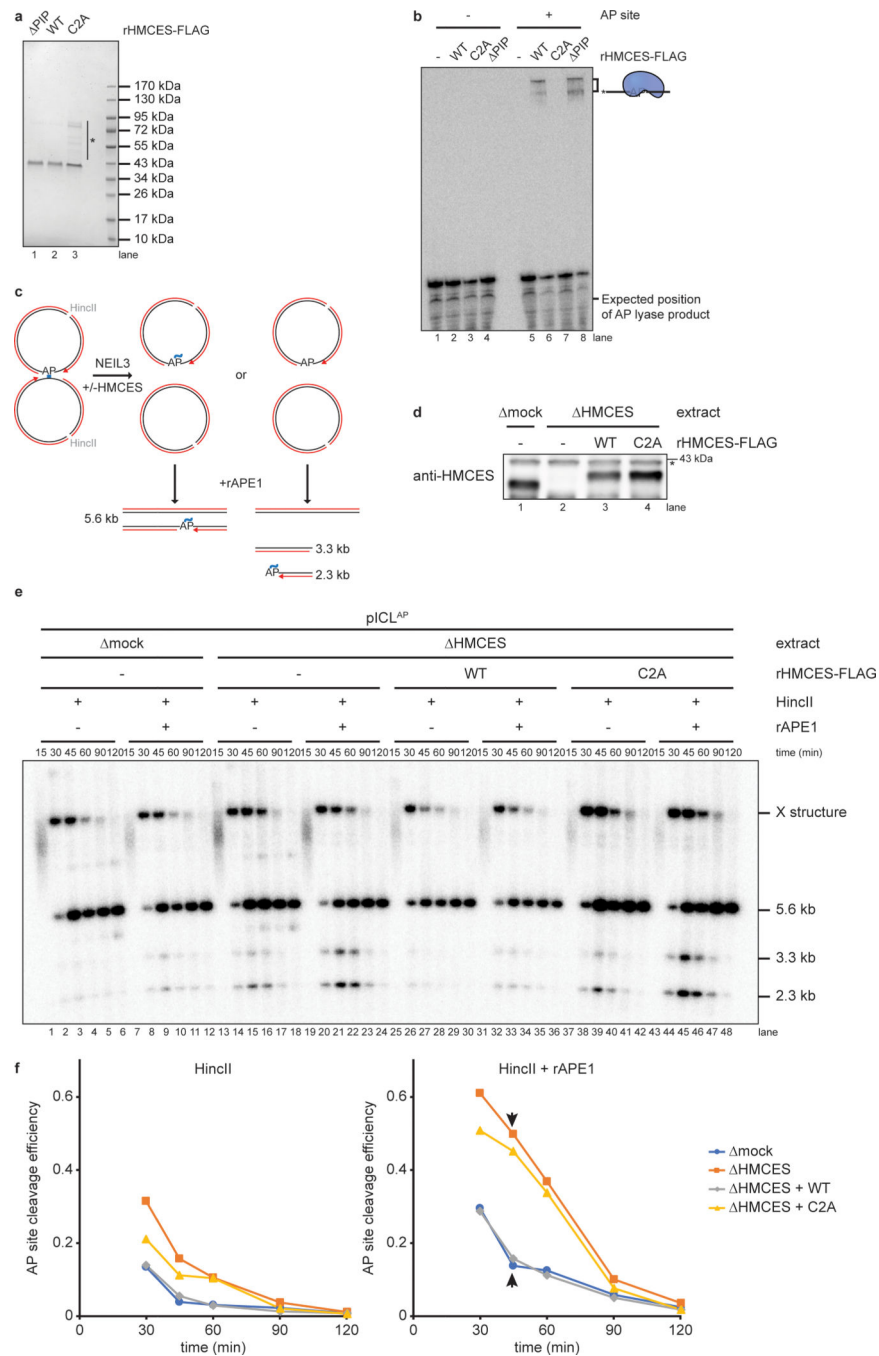 a
ΔPIP WT C2A rHMCES-FLAG
170 kDa
130 kDa
95 kDa
72 kDa
55 kDa
43 kDa
34 kDa
26 kDa
17 kDa
10 kDa
*
1 2 3 lane
b
- + AP site
- WT C2A ΔPIP - WT C2A ΔPIP rHMCES-FLAG
*
AP
Expected position
of AP lyase product
1 2 3 4 5 6 7 8 lane
c
HincII
AP
HincII
NEIL3
+/-HMCES
AP
or
AP
+rAPE1
5.6 kb
AP
3.3 kb
AP
2.3 kb
d
Δmock ΔHMCES extract
- - WT C2A rHMCES-FLAG
anti-HMCES
43 kDa
*
1 2 3 4 lane
e
pICLAP
Δmock ΔHMCES extract
- - WT C2A rHMCES-FLAG
+ + + + + + + + HincII
- + - + - + - + rAPE1
15 30 45 60 90 120 15 30 45 60 90 120 15 30 45 60 90 120 15 30 45 60 90 120 15 30 45 60 90 120 15 30 45 60 90 120 15 30 45 60 90 120 15 30 45 60 90 120 time (min)
X structure
5.6 kb
3.3 kb
2.3 kb
1 2 3 4 5 6 7 8 9 10 11 12 13 14 15 16 17 18 19 20 21 22 23 24 25 26 27 28 29 30 31 32 33 34 35 36 37 38 39 40 41 42 43 44 45 46 47 48 lane
f
HincII
AP site cleavage efficiency
0.6
0.4
0.2
0
30 60 90 120
time (min)
HincII + rAPE1
AP site cleavage efficiency
0.6
0.4
0.2
0
30 60 90 120
time (min)
Δmock
ΔHMCES
ΔHMCES + WT
ΔHMCES + C2A